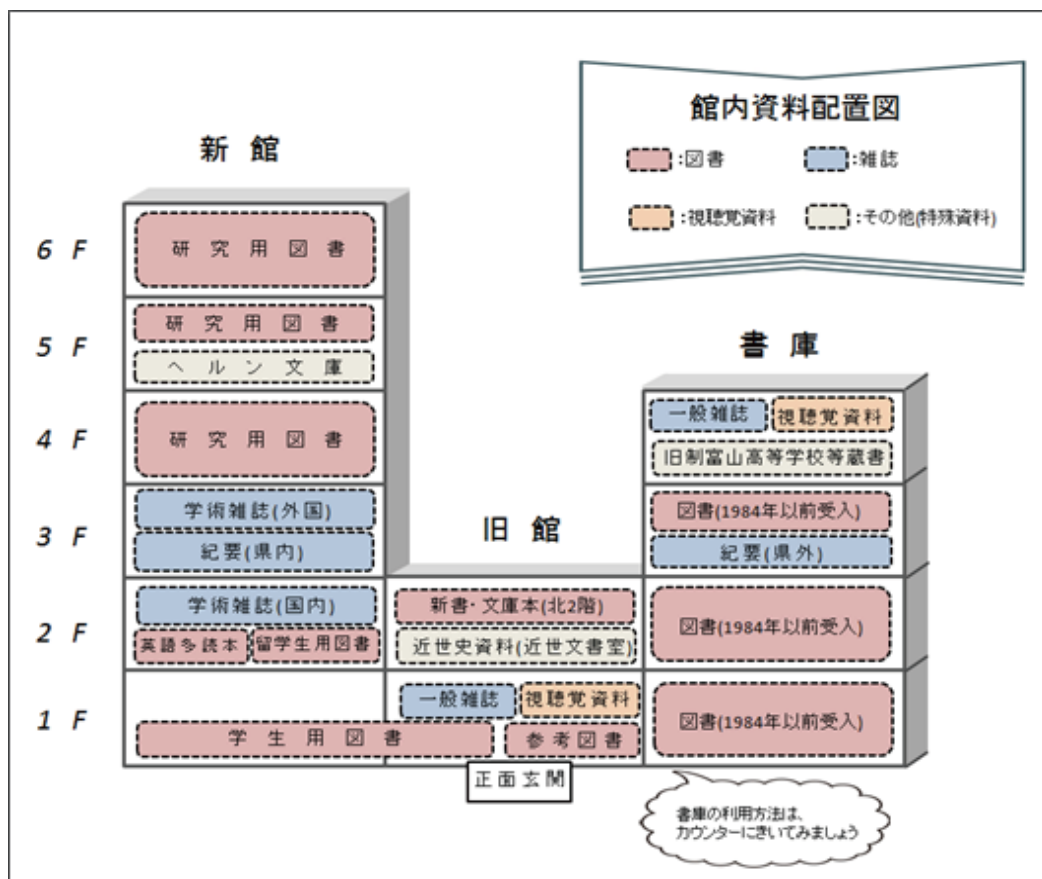 館内資料配置図
:図書
:雑誌
:視聴覚資料
:その他(特殊資料)
新館
6 F
研究用図書
5 F
研究用図書
ヘルン文庫
4 F
研究用図書
3 F
学術雑誌(外国)
紀要(県内)
2 F
学術雑誌(国内)
英語多読本
留学生用図書
1 F
学生用図書
旧館
新書・文庫本(北2階)
近世史資料(近世文書室)
一般雑誌
視聴覚資料
参考図書
正面玄関
書庫
一般雑誌
視聴覚資料
旧制富山高等学校等蔵書
図書(1984年以前受入)
紀要(県外)
図書(1984年以前受入)
図書(1984年以前受入)
書庫の利用方法は、
カウンターにきいてみましょう